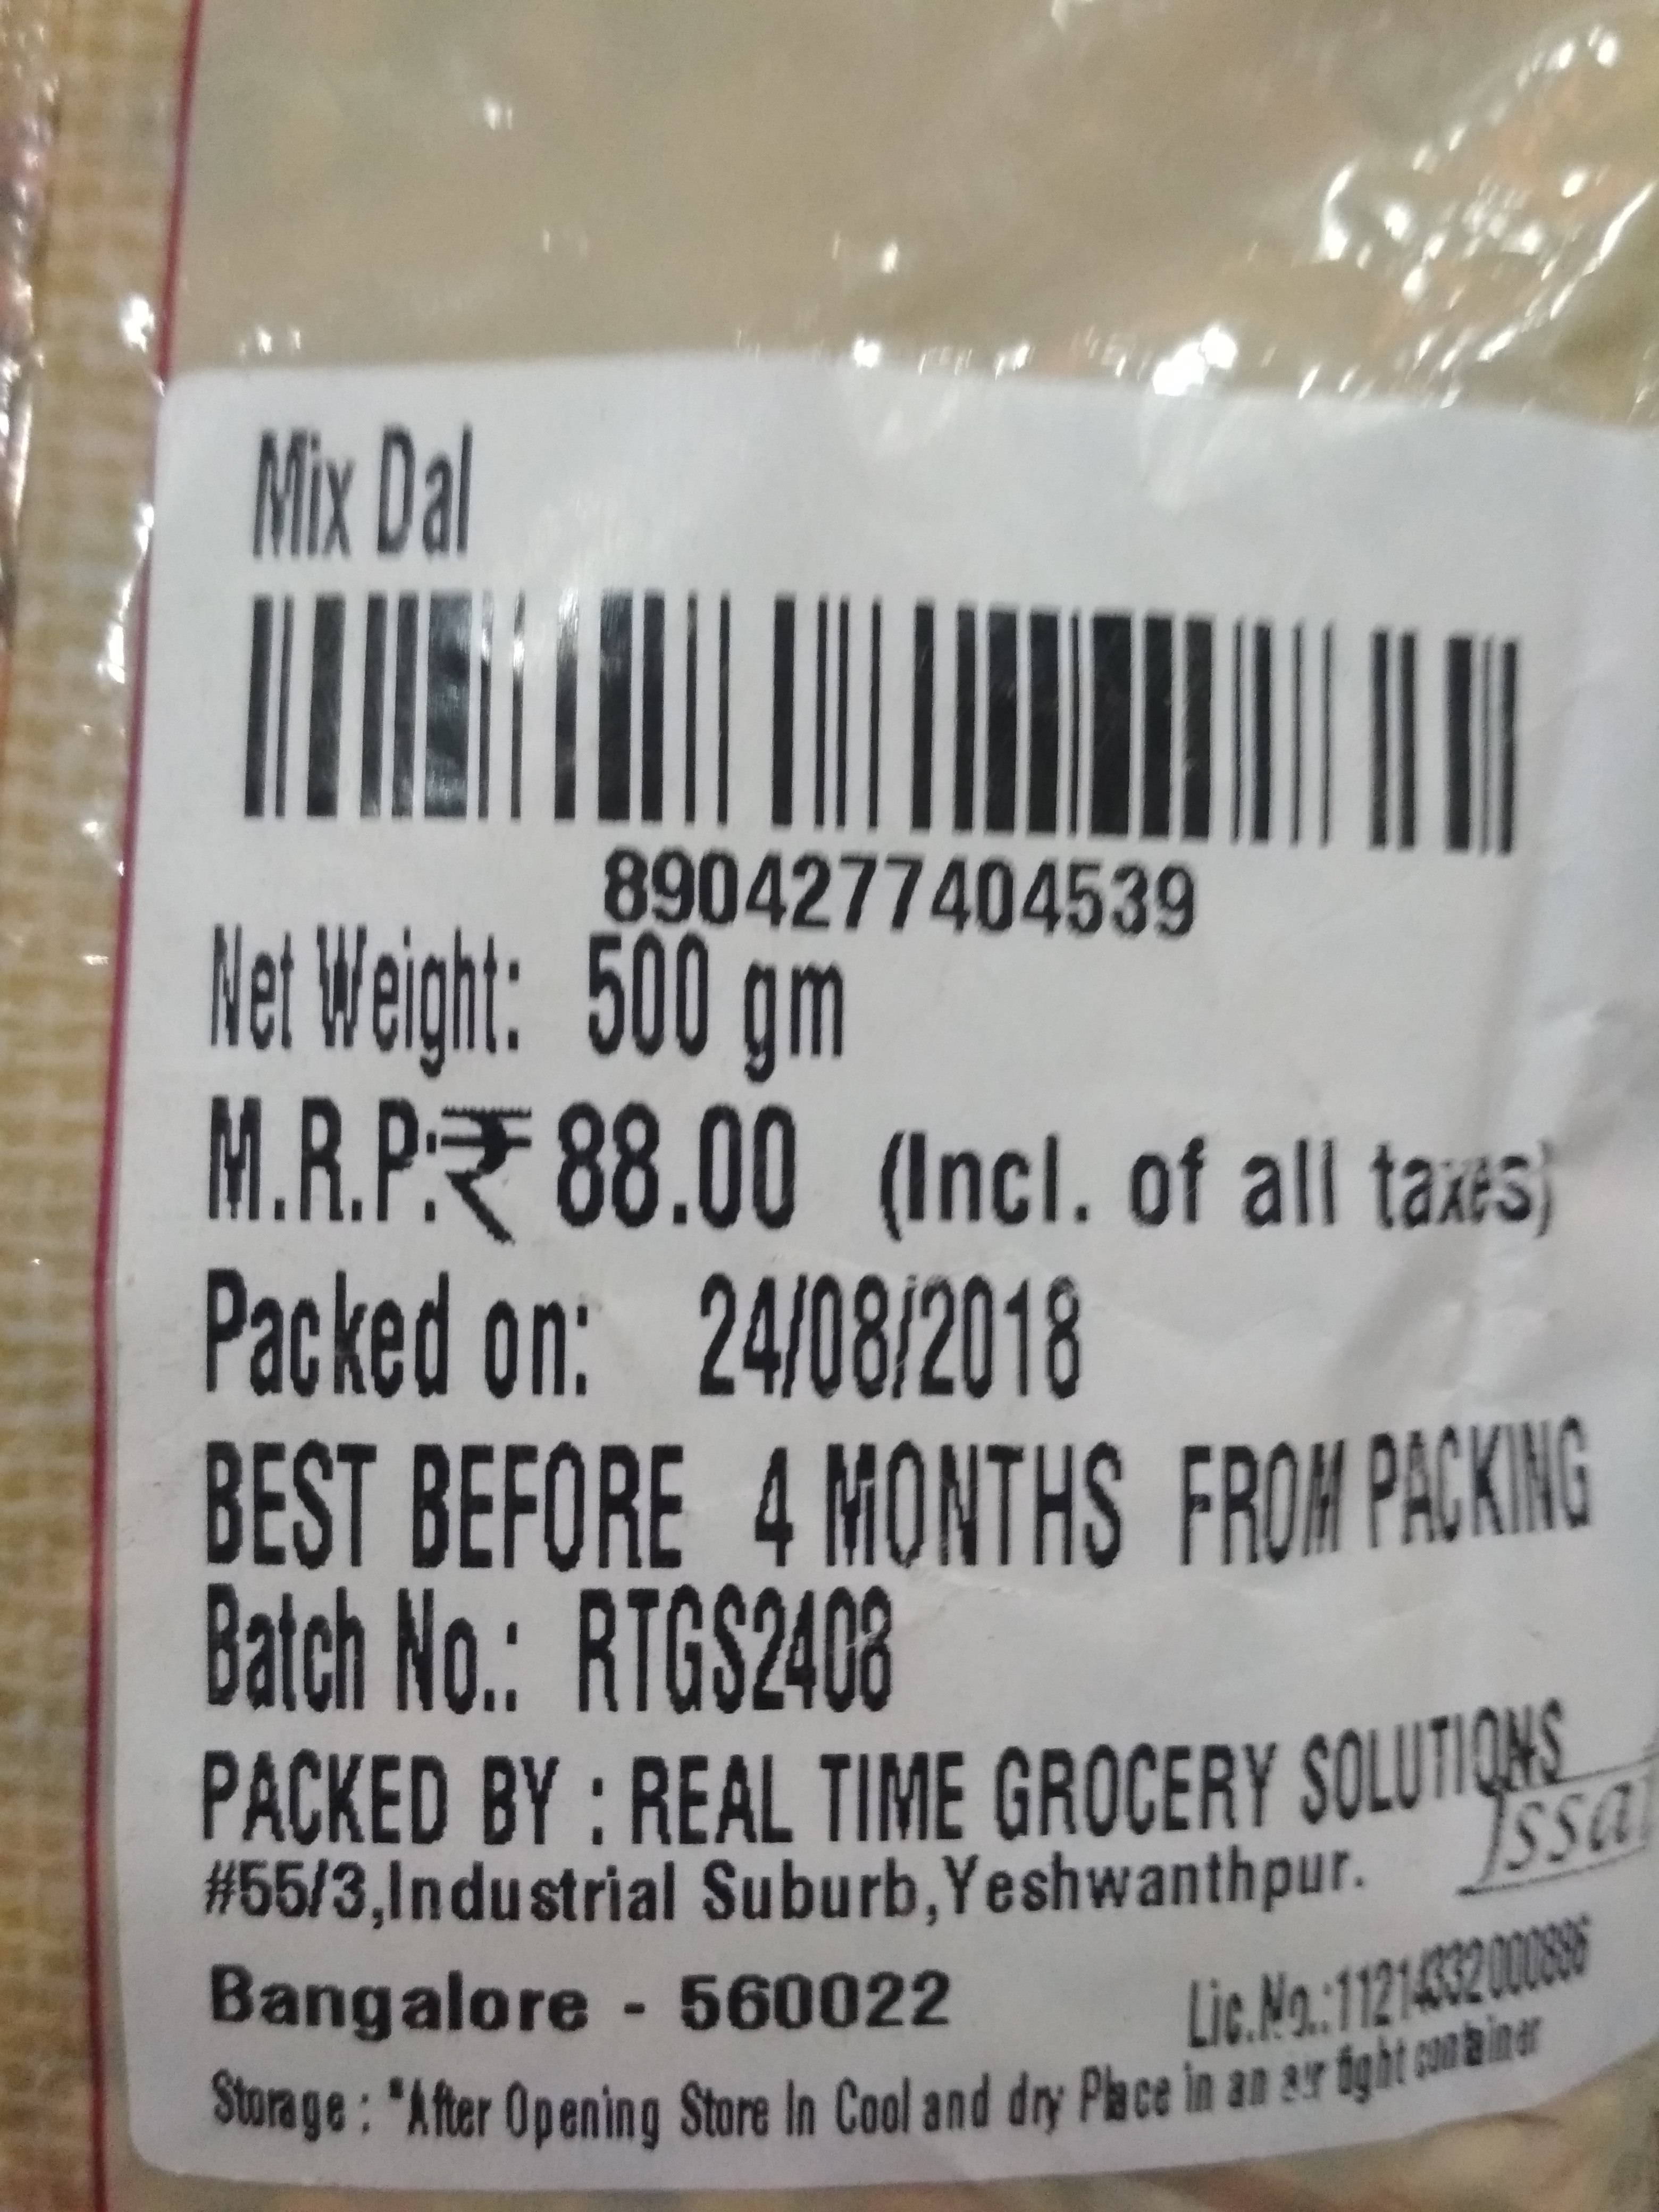 Mix Dal
8904277404539
Net Weight: 500 gm
M.R.P:₹ 88.00 (Incl. of all taxes)
Packed on: 24/08/2018
BEST BEFORE 4 MONTHS FROM PACKING
Batch No.: RTGS2408
PACKED BY : REAL TIME GROCERY SOLUTIONS
#55/3,Industrial Suburb,Yeshwanthpur.
Bangalore - 560022
Lic.No.:11214332000886
Storage : "After Opening Store In Cool and dry Place in an air tight container